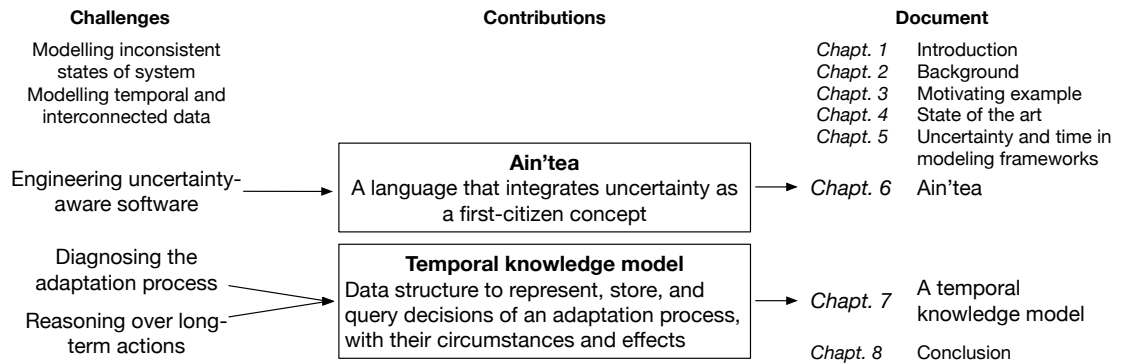 Challenges
Modelling inconsistent
states of system
Modelling temporal and
interconnected data
Engineering uncertainty-
aware software
Diagnosing the
adaptation process
Reasoning over long-
term actions
Contributions
Ain'tea
A language that integrates uncertainty as
a first-citizen concept
Temporal knowledge model
Data structure to represent, store, and
query decisions of an adaptation process,
with their circumstances and effects
Document
Chapt. 1 Introduction
Chapt. 2 Background
Chapt. 3 Motivating example
Chapt. 4 State of the art
Chapt. 5 Uncertainty and time in
modeling frameworks
Chapt. 6 Ain'tea
Chapt. 7 A temporal
knowledge model
Chapt. 8 Conclusion